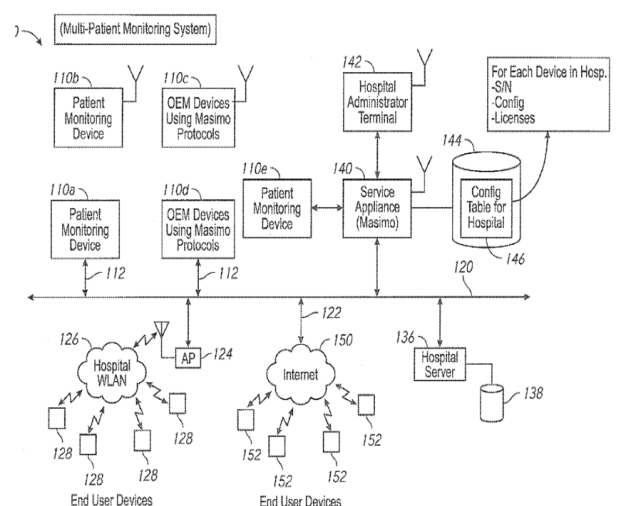 (Multi-Patient Monitoring System)
110b
Patient
Monitoring
Device
110c
OEM Devices
Using Masimo
Protocols
142
Hospital
Administrator
Terminal
For Each Device in Hosp.
-S/N
-Config
-Licenses
110a
Patient
Monitoring
Device
110d
OEM Devices
Using Masimo
Protocols
110e
Patient
Monitoring
Device
140
Service
Appliance
(Masimo)
144
Config
Table for
Hospital
146
112
112
120
122
126
Hospital
WLAN
AP
124
150
Internet
136
Hospital
Server
138
128
128
128
128
152
152
152
152
End User Devices
End User Devices